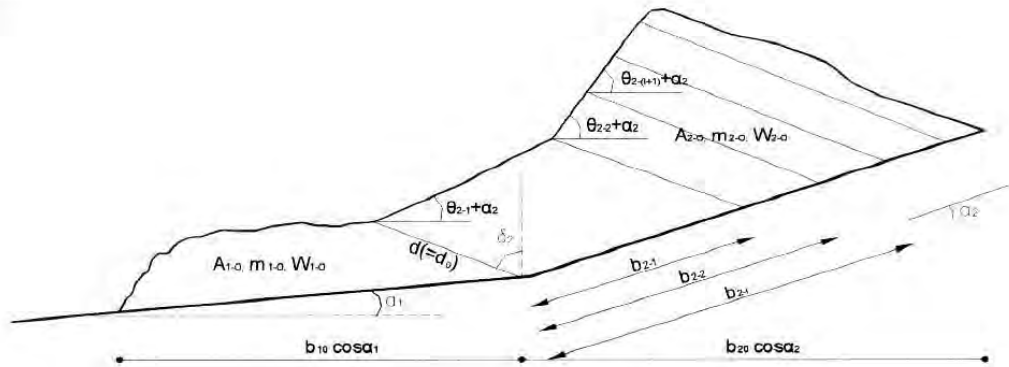 θ2-(i+1)+α2
θ2-2+α2
A2-0, m2-0, W2-0
θ2-1+α2
δ2
d(=d0)
A1-0, m1-0, W1-0
α1
α2
b2-1
b2-2
b2-i
b10 cosα1
b20 cosα2